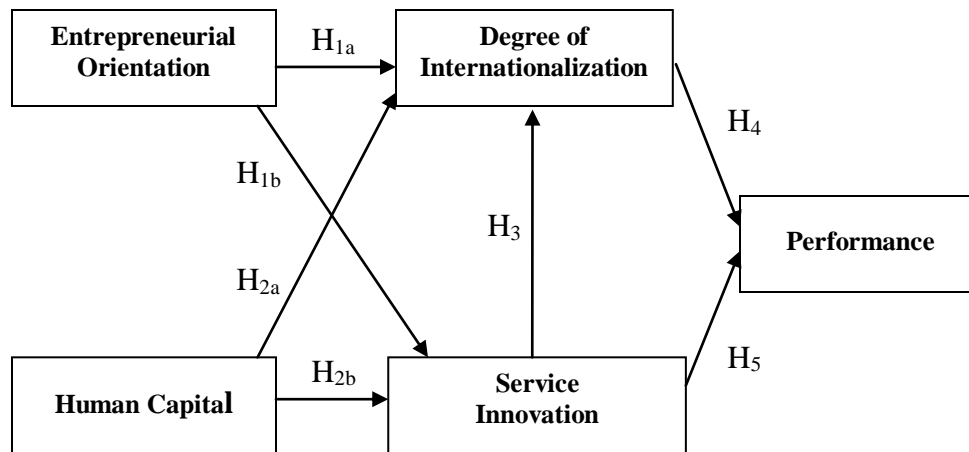 Entrepreneurial
Orientation
H1a
Degree of
Internationalization
H4
H1b
H3
Performance
H2a
H5
Human Capital
H2b
Service
Innovation